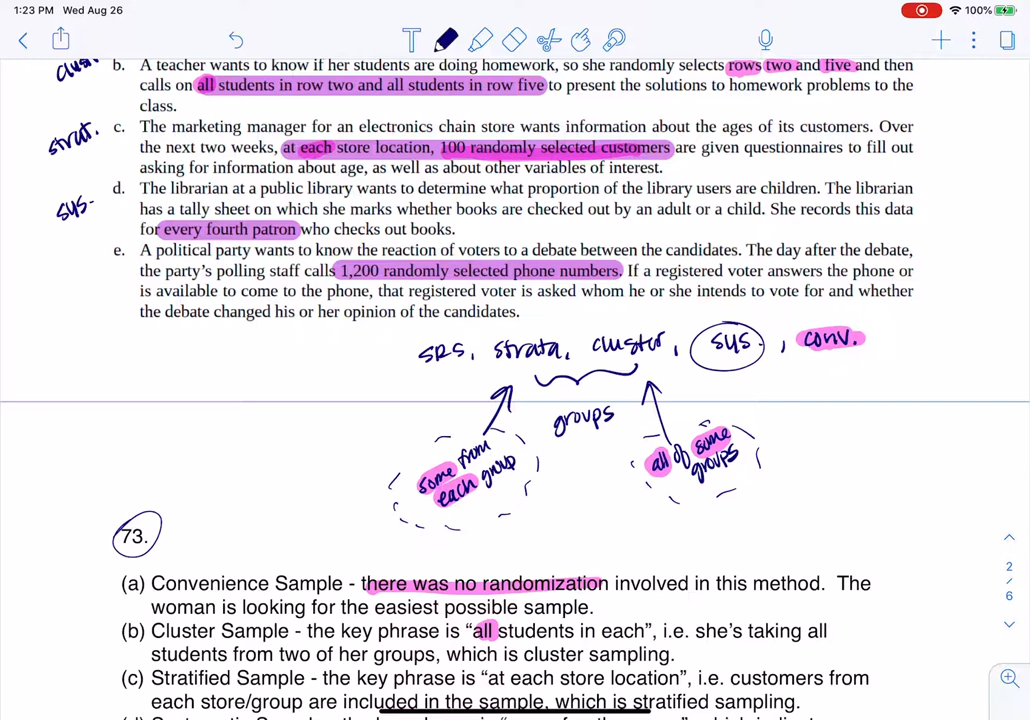 1:23 PM Wed Aug 26
100%
b. A teacher wants to know if her students are doing homework, so she randomly selects rows two and five and then
calls on all students in row two and all students in row five to present the solutions to homework problems to the
class.
strat.
c. The marketing manager for an electronics chain store wants information about the ages of its customers. Over
the next two weeks, at each store location, 100 randomly selected customers are given questionnaires to fill out
asking for information about age, as well as about other variables of interest.
sys.
d. The librarian at a public library wants to determine what proportion of the library users are children. The librarian
has a tally sheet on which she marks whether books are checked out by an adult or a child. She records this data
for every fourth patron who checks out books.
e. A political party wants to know the reaction of voters to a debate between the candidates. The day after the debate,
the party's polling staff calls 1,200 randomly selected phone numbers. If a registered voter answers the phone or
is available to come to the phone, that registered voter is asked whom he or she intends to vote for and whether
the debate changed his or her opinion of the candidates.
SRS, strata, cluster, sys., conv.
groups
some from
each group
all of some
groups
73.
2
/
6
(a) Convenience Sample - there was no randomization involved in this method. The
woman is looking for the easiest possible sample.
(b) Cluster Sample - the key phrase is “all students in each”, i.e. she's taking all
students from two of her groups, which is cluster sampling.
(c) Stratified Sample - the key phrase is “at each store location”, i.e. customers from
each store/group are included in the sample, which is stratified sampling.